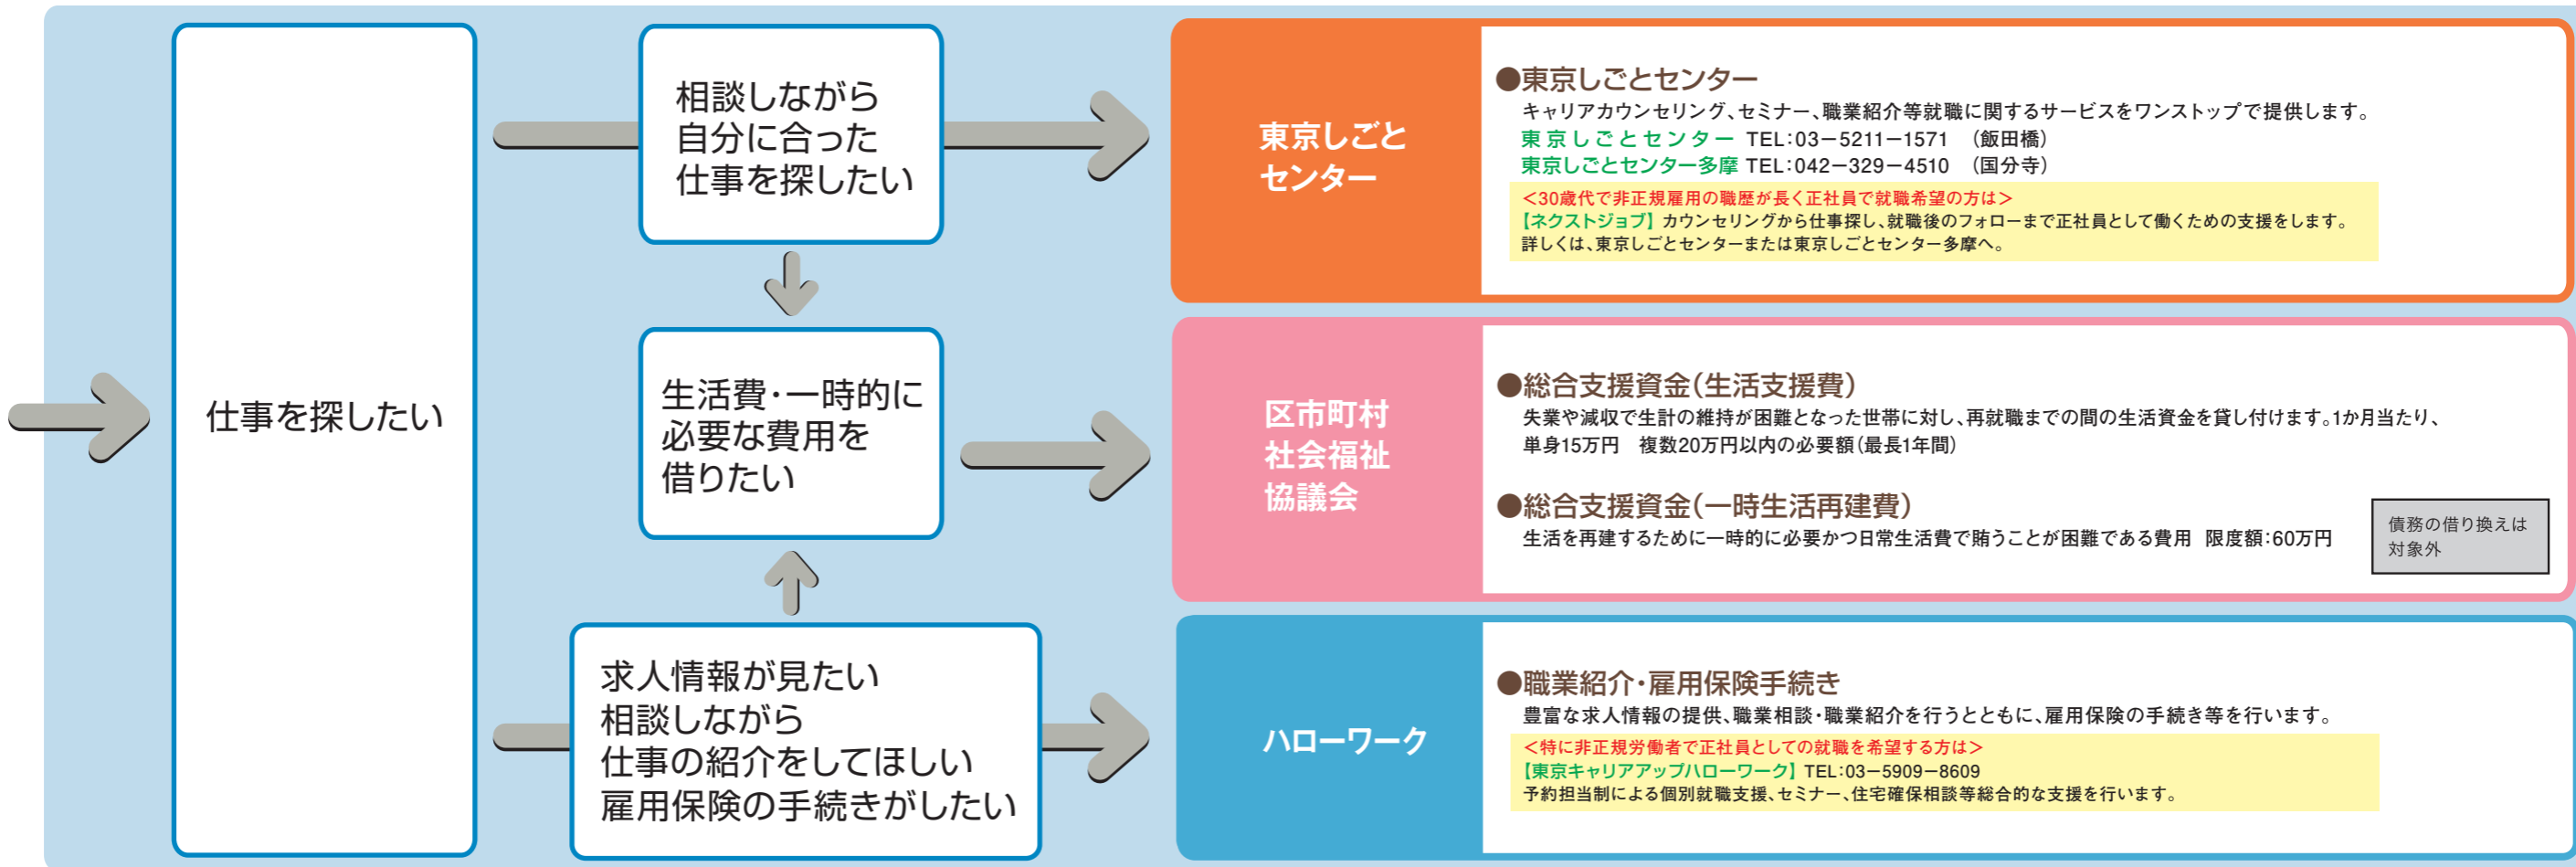 仕事を探したい
相談しながら
自分に合った
仕事を探したい
生活費・一時的に
必要な費用を
借りたい
求人情報が見たい
相談しながら
仕事の紹介をしてほしい
雇用保険の手続きがしたい
東京しごと
センター
●東京しごとセンター
キャリアカウンセリング、セミナー、職業紹介等就職に関するサービスをワンストップで提供します。
東京しごとセンター TEL:03−5211−1571 (飯田橋)
東京しごとセンター多摩 TEL:042−329−4510 (国分寺)
<30歳代で非正規雇用の職歴が長く正社員で就職希望の方は>
【ネクストジョブ】カウンセリングから仕事探し、就職後のフォローまで正社員として働くための支援をします。
詳しくは、東京しごとセンターまたは東京しごとセンター多摩へ。
区市町村
社会福祉
協議会
●総合支援資金(生活支援費)
失業や減収で生計の維持が困難となった世帯に対し、再就職までの間の生活資金を貸し付けます。1か月当たり、
単身15万円 複数20万円以内の必要額(最長1年間)
●総合支援資金(一時生活再建費)
生活を再建するために一時的に必要かつ日常生活費で賄うことが困難である費用 限度額:60万円
債務の借り換えは
対象外
ハローワーク
●職業紹介・雇用保険手続き
豊富な求人情報の提供、職業相談・職業紹介を行うとともに、雇用保険の手続き等を行います。
<特に非正規労働者で正社員としての就職を希望する方は>
【東京キャリアアップハローワーク】TEL:03−5909−8609
予約担当制による個別就職支援、セミナー、住宅確保相談等総合的な支援を行います。